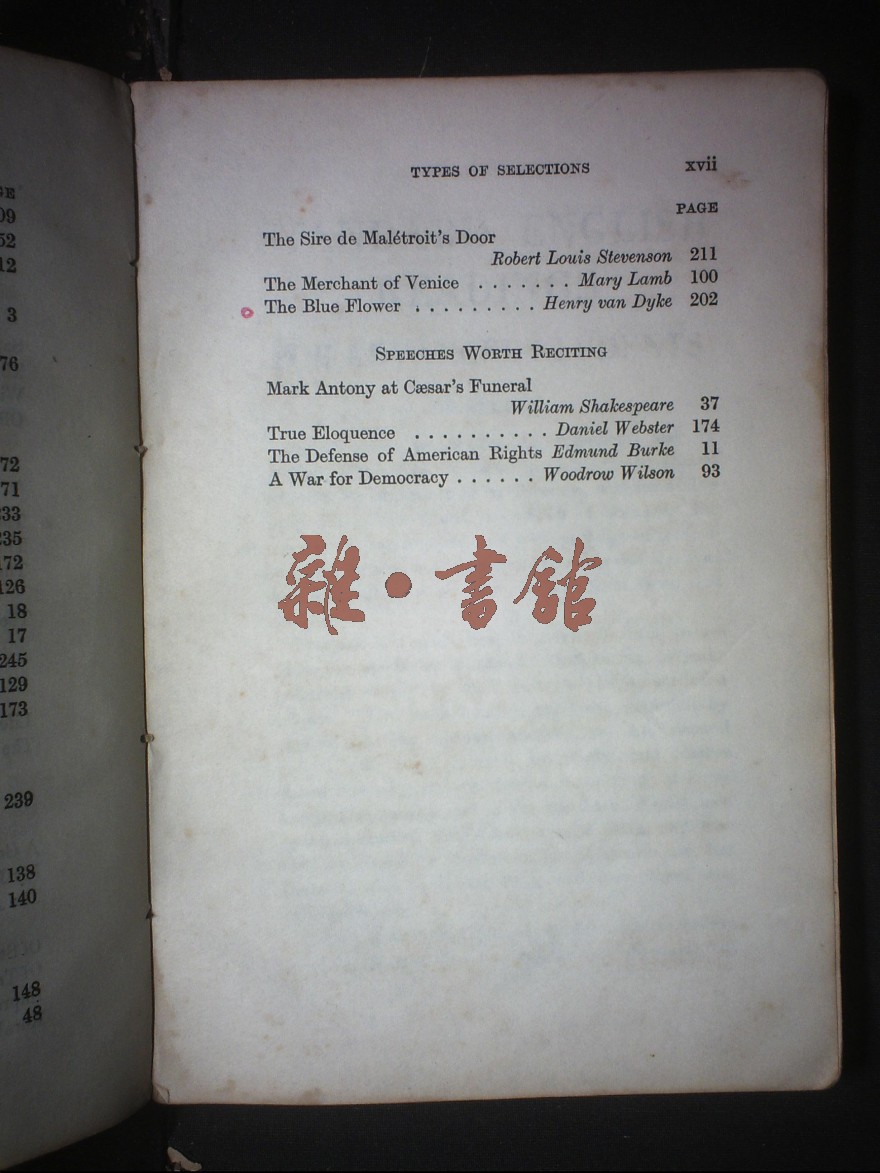 GE
09
52
12
3
76
72
71
233
235
172
126
18
17
245
129
173
239
138
140
148
48
TYPES OF SELECTIONS xvii
PAGE
The Sire de Malétroit's Door
Robert Louis Stevenson 211
The Merchant of Venice . . . . . . . Mary Lamb 100
The Blue Flower . . . . . . . . . . Henry van Dyke 202
SPEECHES WORTH RECITING
Mark Antony at Cæsar's Funeral
William Shakespeare 37
True Eloquence . . . . . . . . . . Daniel Webster 174
The Defense of American Rights Edmund Burke 11
A War for Democracy . . . . . . Woodrow Wilson 93
雜·書館